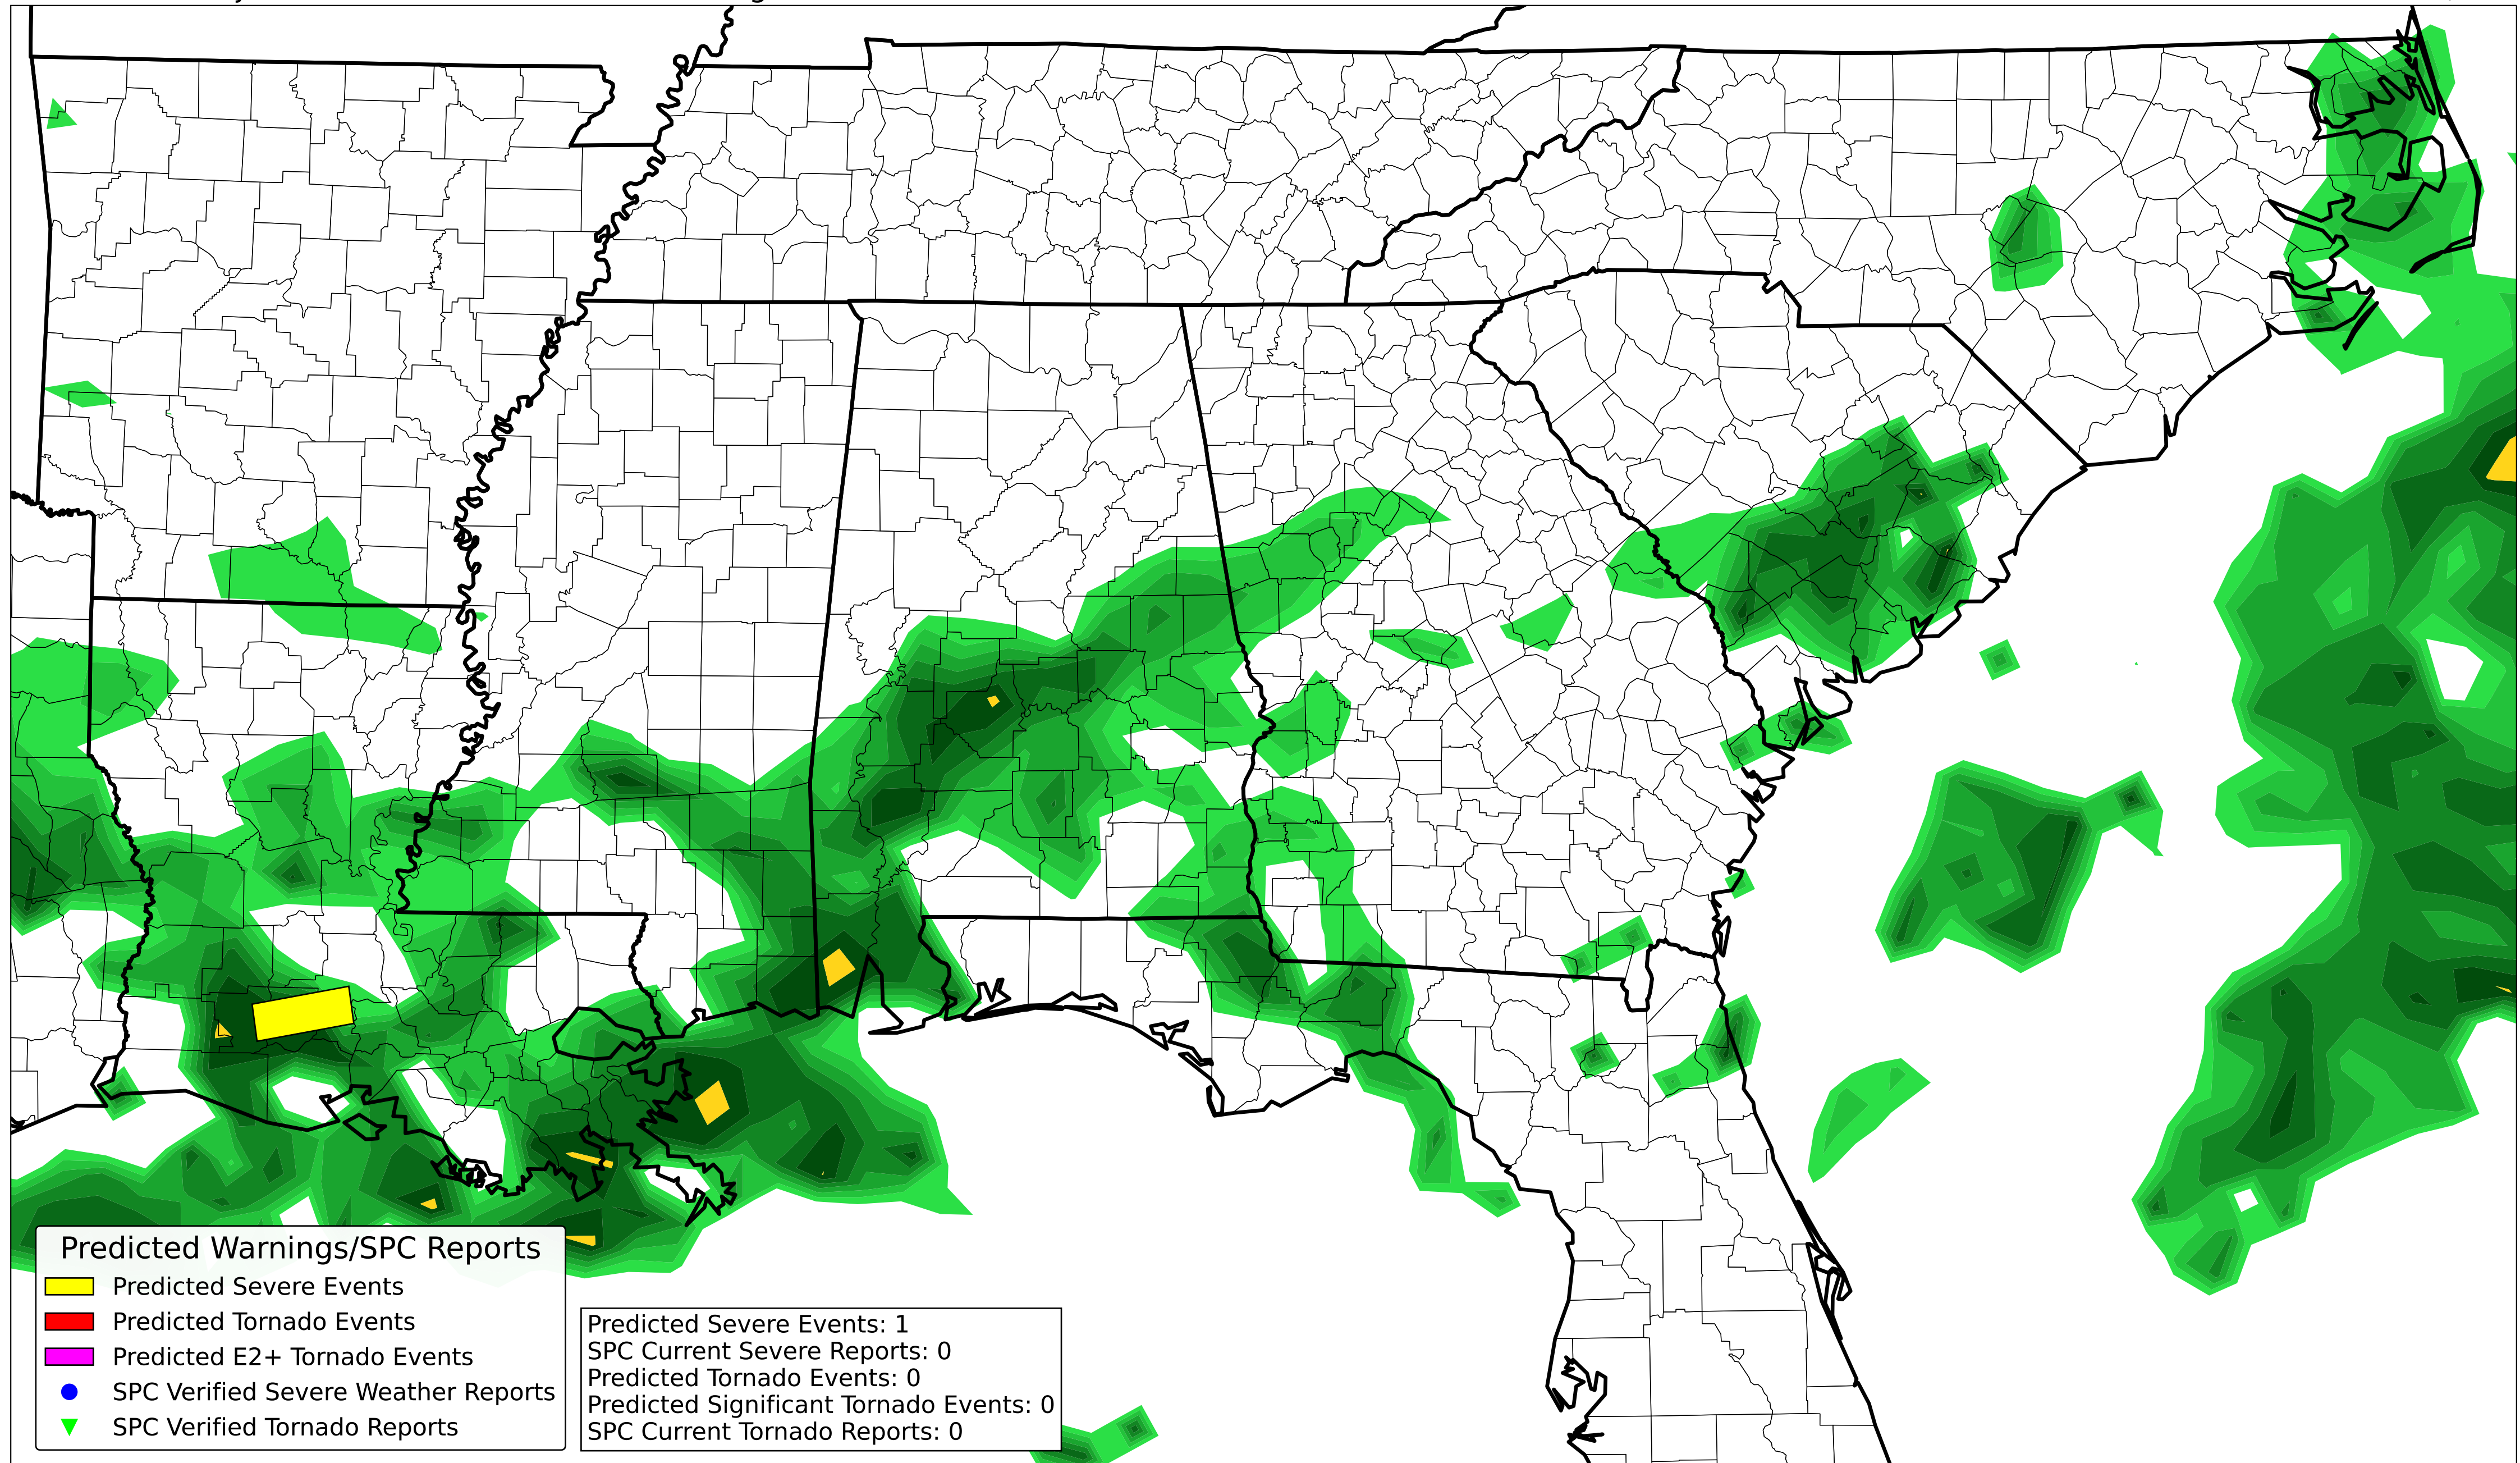 Predicted Warnings/SPC Reports
Predicted Severe Events
Predicted Tornado Events
Predicted E2+ Tornado Events
SPC Verified Severe Weather Reports
SPC Verified Tornado Reports
Predicted Severe Events: 1
SPC Current Severe Reports: 0
Predicted Tornado Events: 0
Predicted Significant Tornado Events: 0
SPC Current Tornado Reports: 0